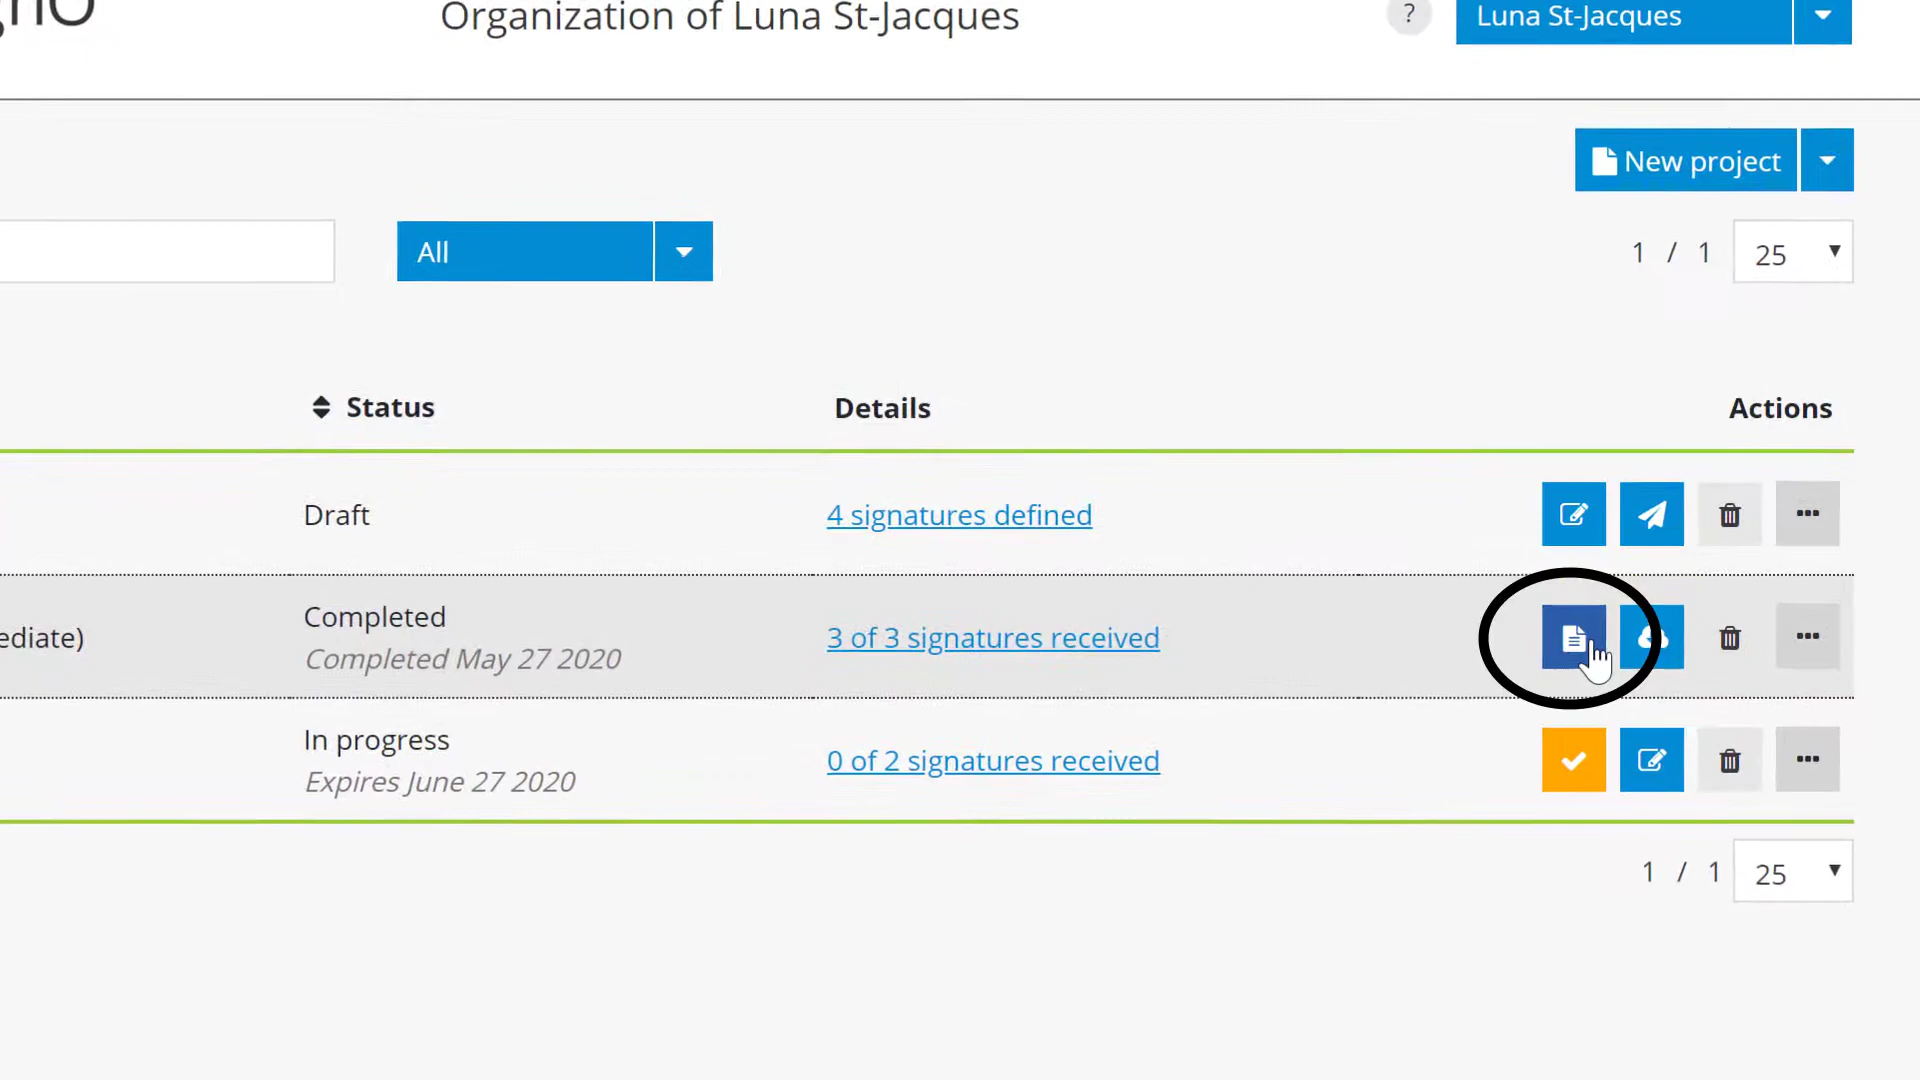 Organization of Luna St-Jacques
?
Luna St-Jacques
New project
All
1 / 1
25
Status
Details
Actions
Draft
4 signatures defined
ediate)
Completed
Completed May 27 2020
3 of 3 signatures received
In progress
Expires June 27 2020
0 of 2 signatures received
1 / 1
25